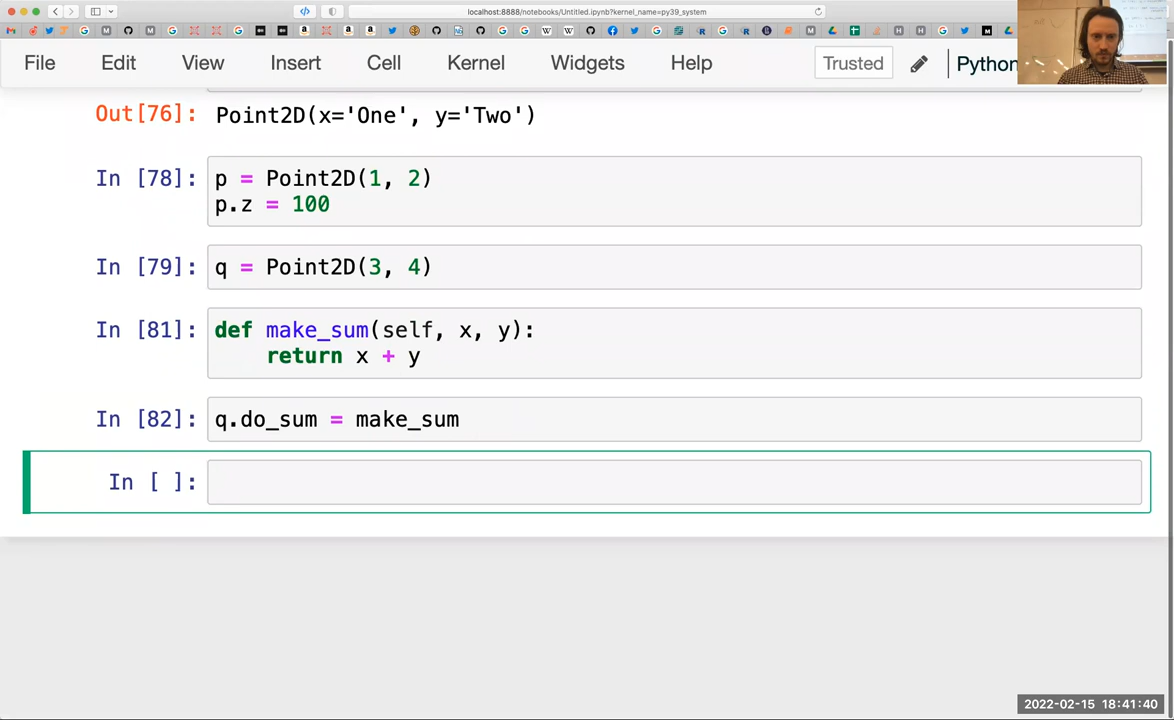 localhost:8888/notebooks/Untitled.ipynb?kernel_name=py39_system
File Edit View Insert Cell Kernel Widgets Help Trusted Python
Out[76]: Point2D(x='One', y='Two')
In [78]: p = Point2D(1, 2)
p.z = 100
In [79]: q = Point2D(3, 4)
In [81]: def make_sum(self, x, y):
return x + y
In [82]: q.do_sum = make_sum
In [ ]:
2022-02-15 18:41:40